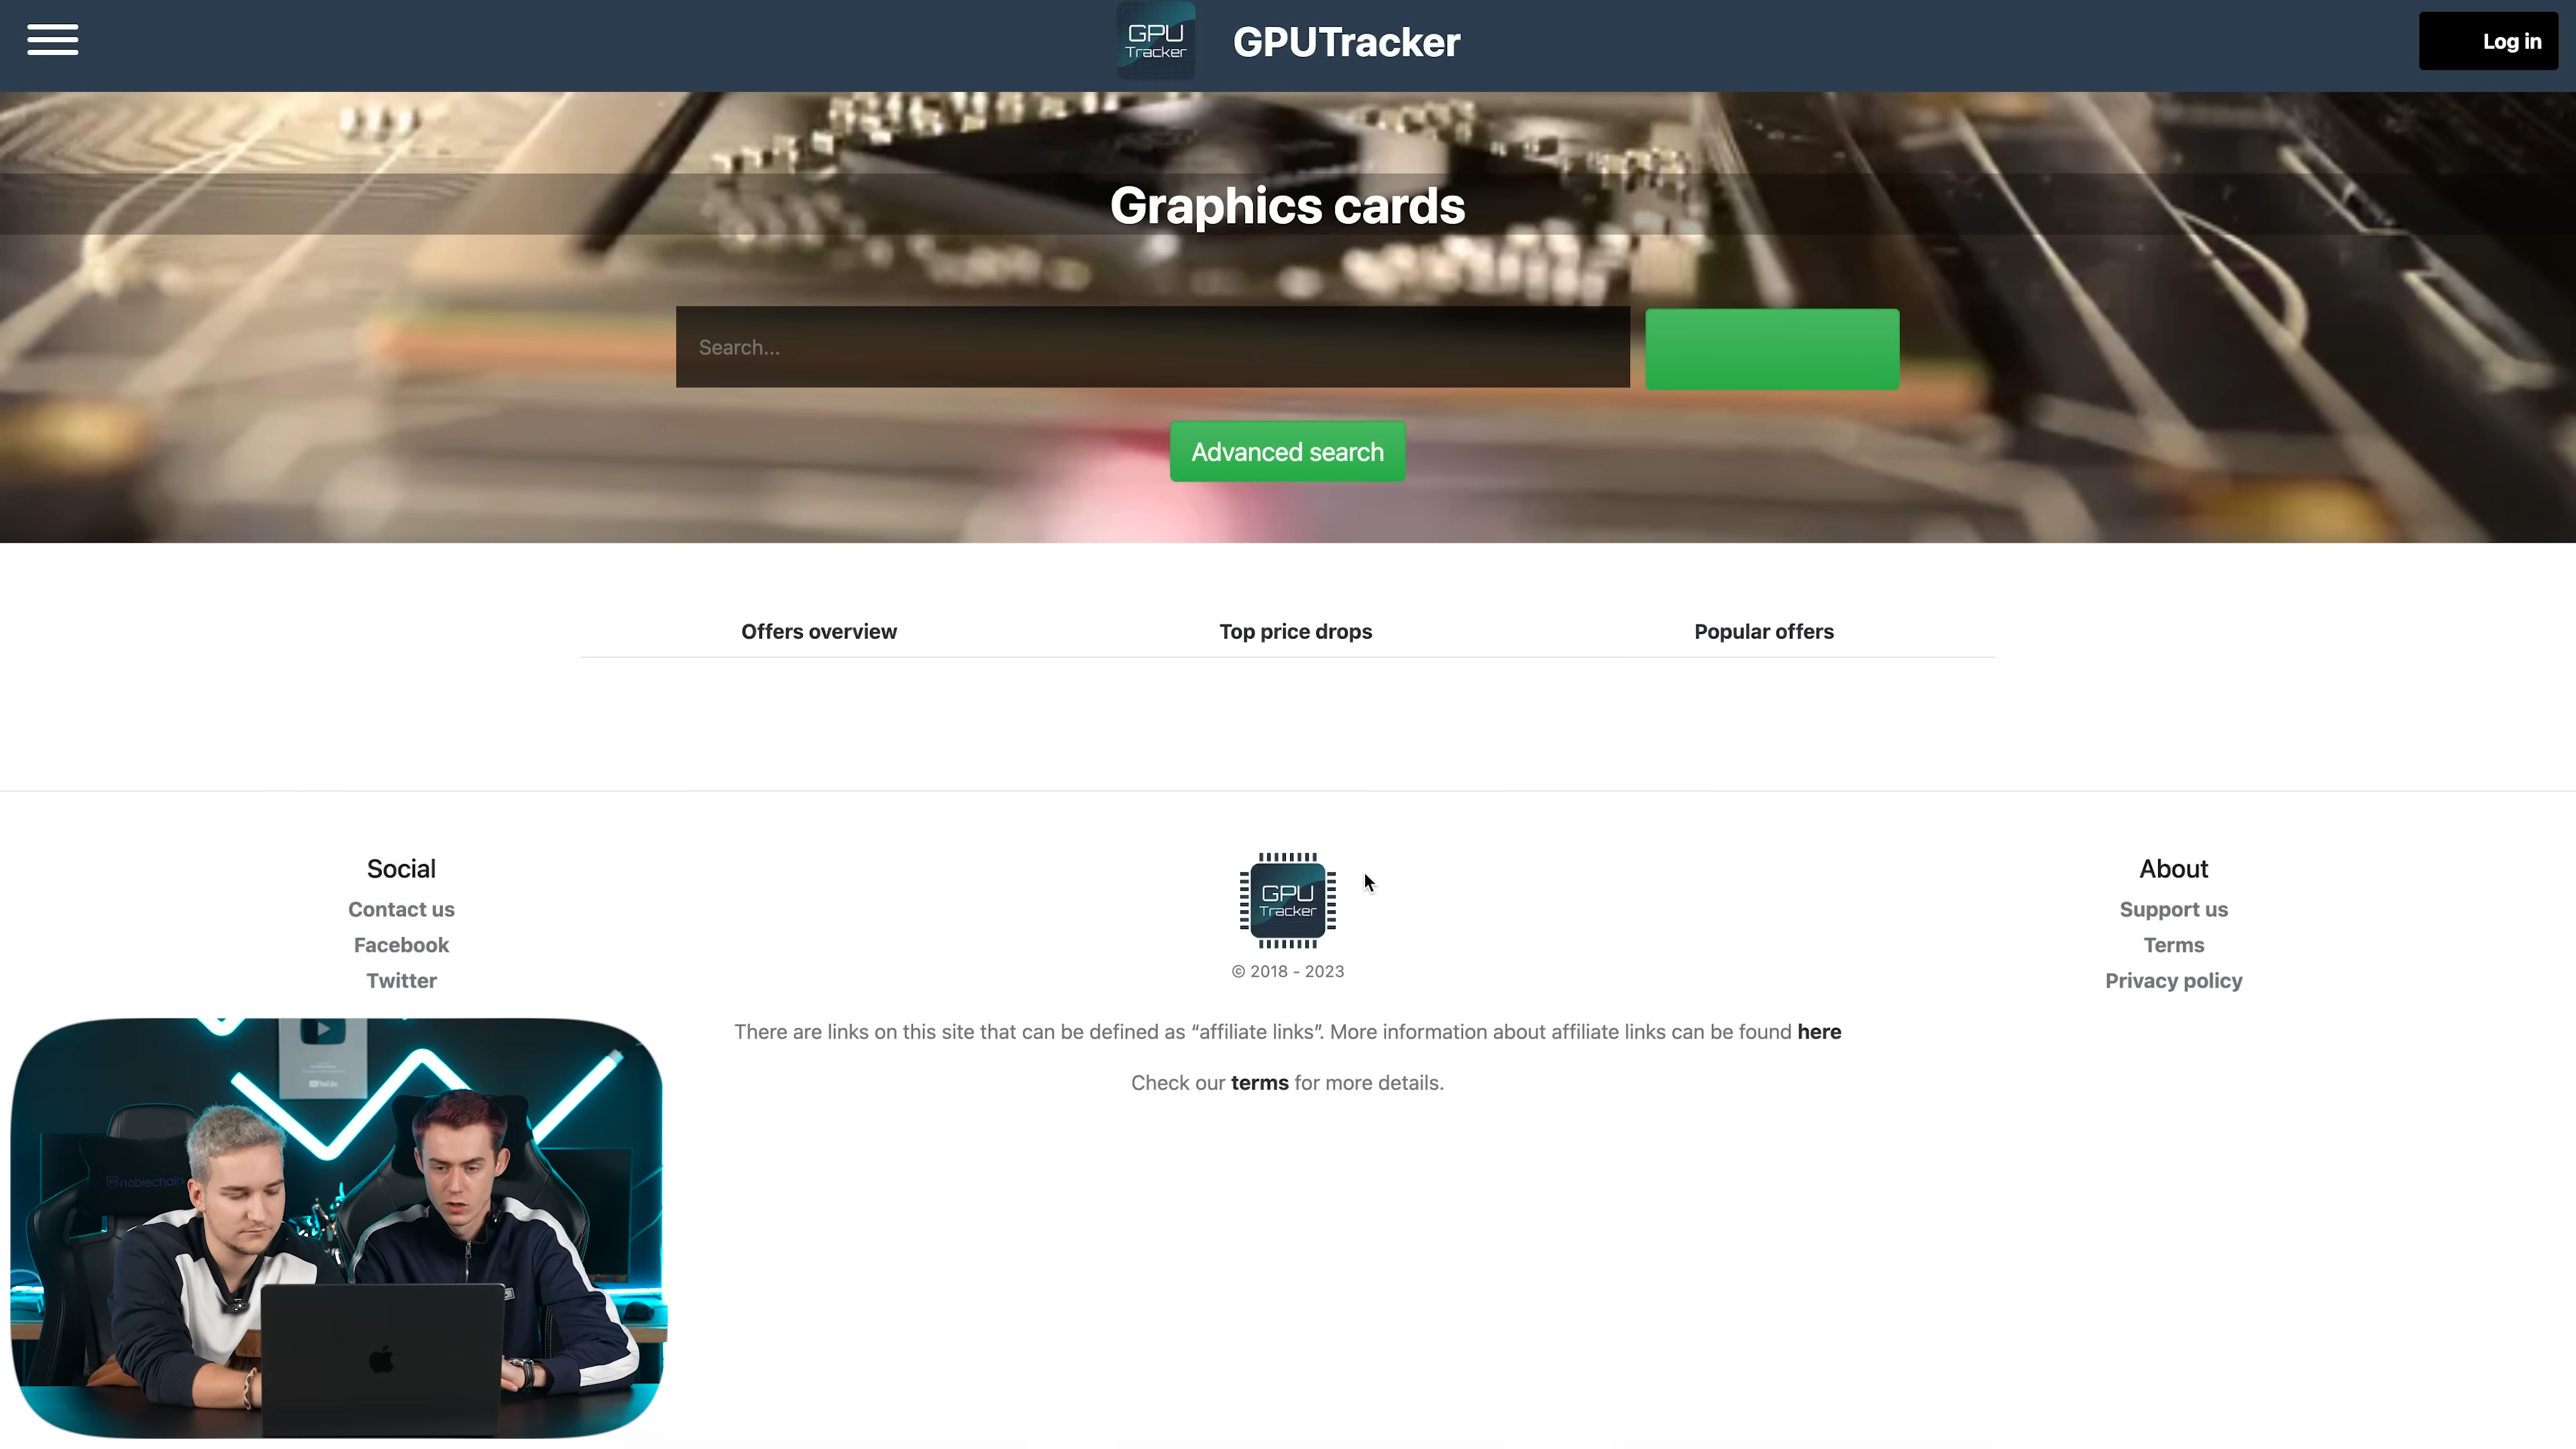 GPU
Tracker
GPUTracker
Log in
Graphics cards
Search...
Advanced search
Offers overview
Top price drops
Popular offers
Social
Contact us
Facebook
Twitter
GPU
Tracker
© 2018 - 2023
About
Support us
Terms
Privacy policy
There are links on this site that can be defined as “affiliate links”. More information about affiliate links can be found here
Check our terms for more details.
noblechairs